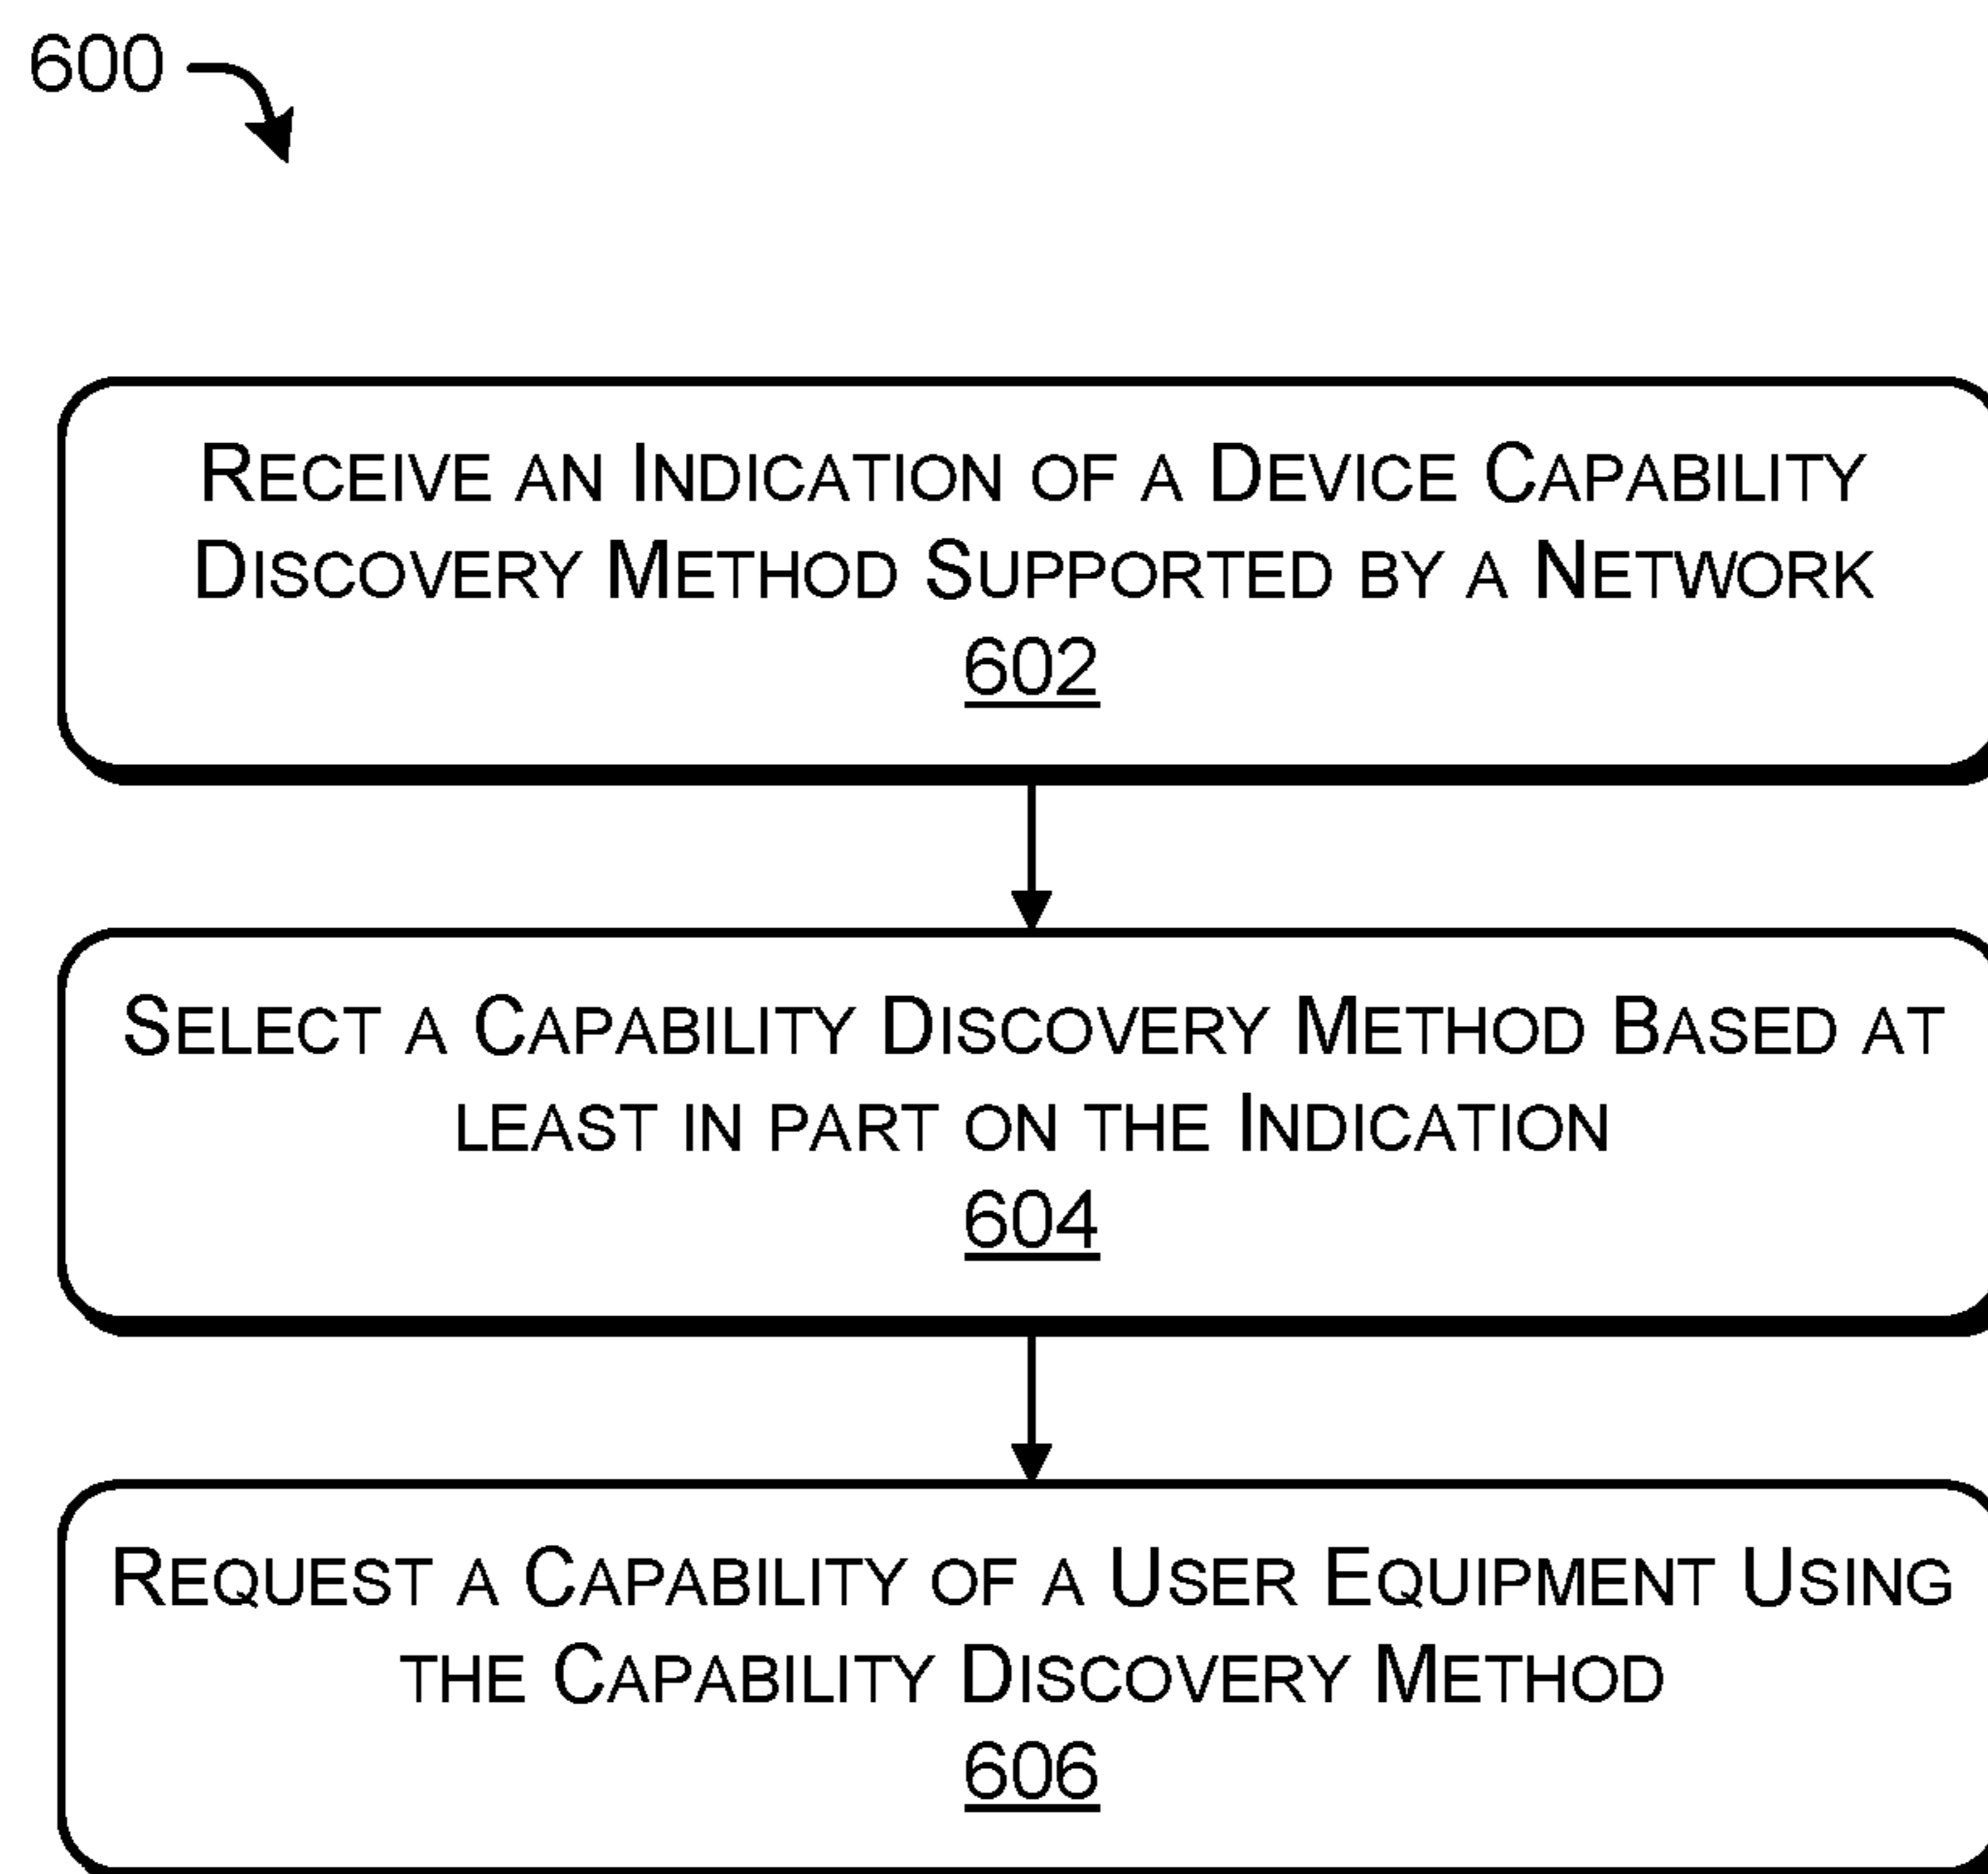 600
Receive an Indication of a Device Capability
Discovery Method Supported by a Network
602
Select a Capability Discovery Method Based at
least in part on the Indication
604
Request a Capability of a User Equipment Using
the Capability Discovery Method
606